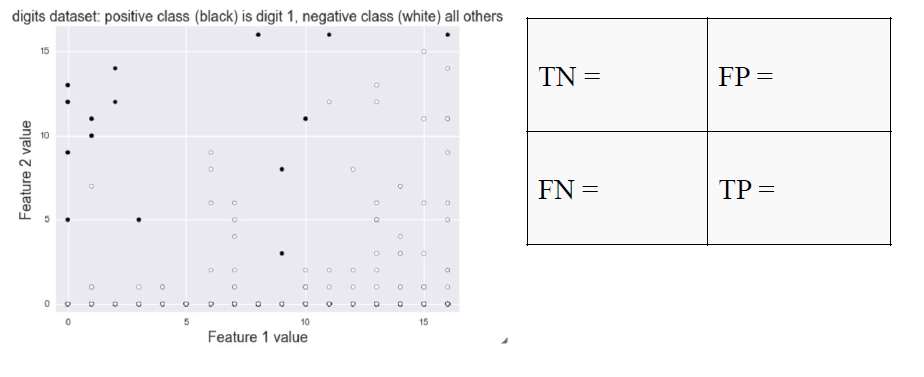 digits dataset: positive class (black) is digit 1, negative class (white) all others
15
10
5
0
Feature 2 value
0
5
10
15
Feature 1 value
TN =
FP =
FN =
TP =